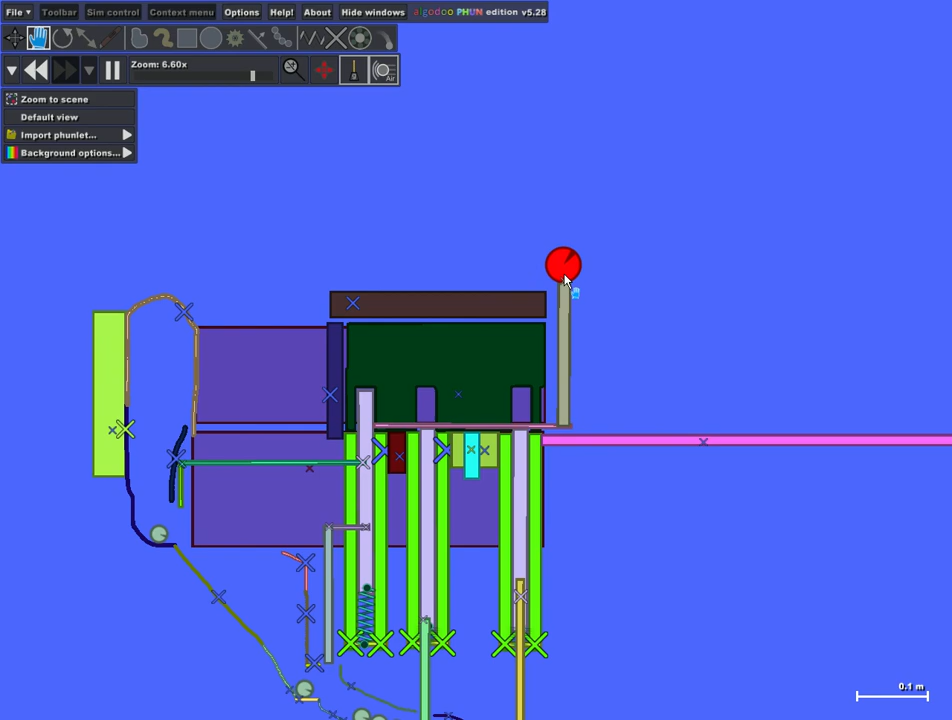 File ▾ Toolbar Sim control Context menu Options Help! About Hide windows algodoo PHUN edition v5.28
Zoom: 6.60x
g Air
Zoom to scene
Default view
Import phunlet...
Background options...
0.1 m